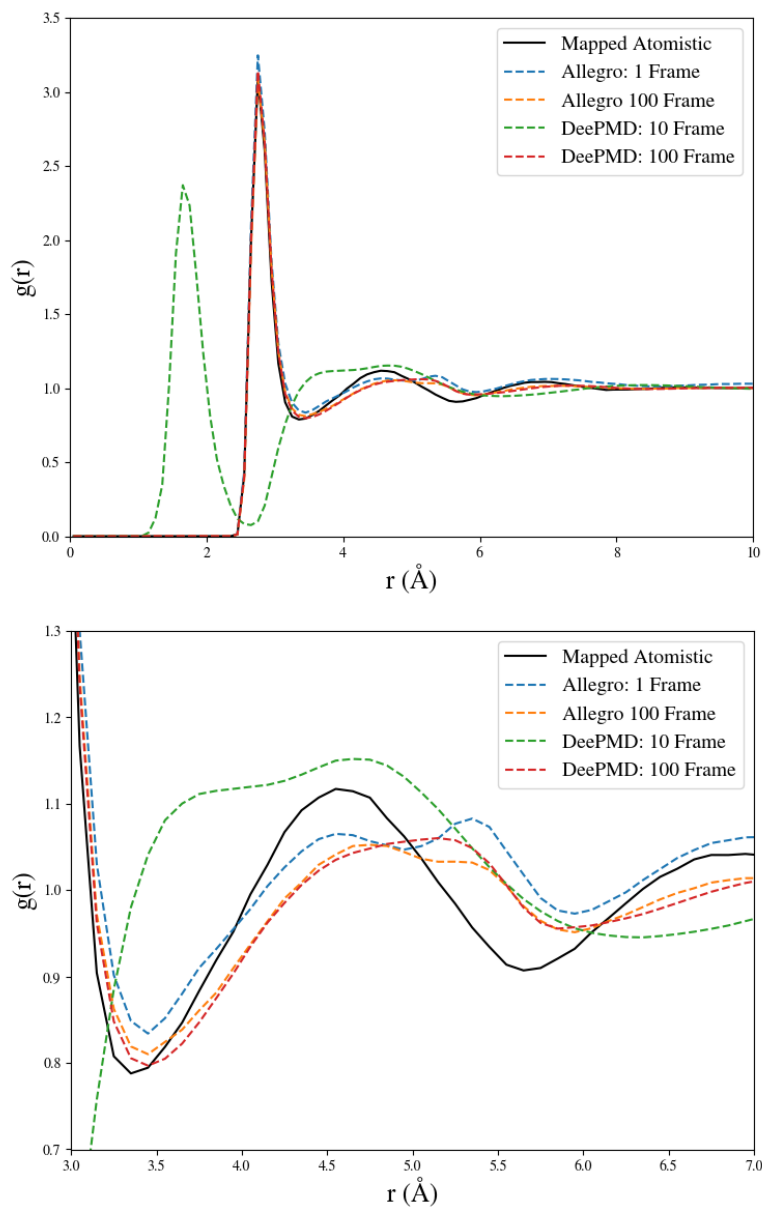 3.5
3.0
2.5
2.0
1.5
1.0
0.5
0.0
g(r)
Mapped Atomistic
Allegro: 1 Frame
Allegro 100 Frame
DeePMD: 10 Frame
DeePMD: 100 Frame
0 2 4 6 8 10
r (Å)
1.3
1.2
1.1
1.0
0.9
0.8
0.7
g(r)
Mapped Atomistic
Allegro: 1 Frame
Allegro 100 Frame
DeePMD: 10 Frame
DeePMD: 100 Frame
3.0 3.5 4.0 4.5 5.0 5.5 6.0 6.5 7.0
r (Å)